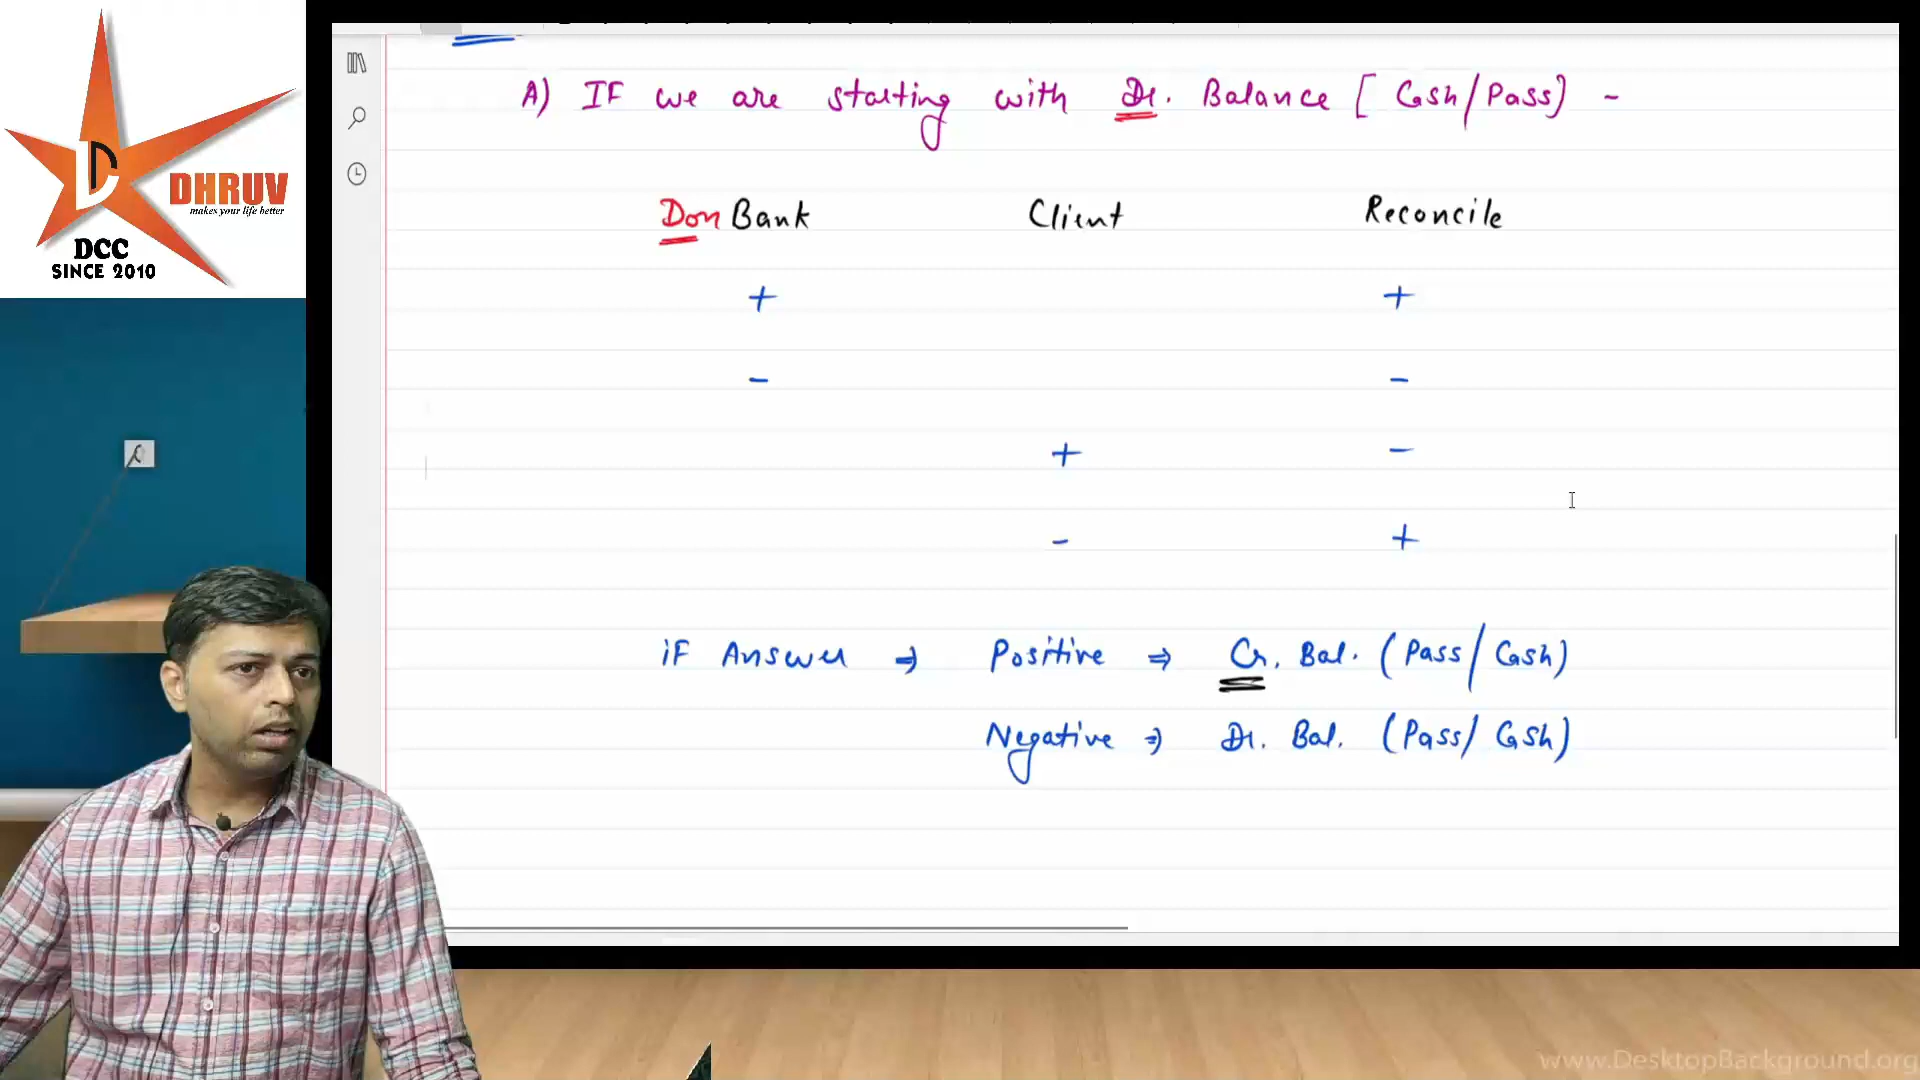 A) IF we are starting with Dr. Balance [Cash/Pass) -
Don Bank Client Reconcile
+ +
- -
+ -
- +
iF Answer ⇒ Positive ⇒ Cr. Bal. (Pass/Cash)
Negative ⇒ Dr. Bal. (Pass/Cash)
DHRUV
makes your life better
DCC
SINCE 2010
www.DesktopBackground.org